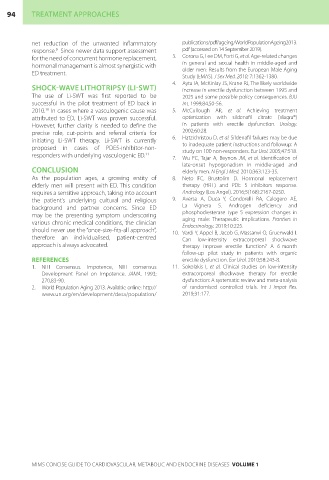 94 TREATMENT APPROACHES
net reduction of the unwanted inflammatory
response.⁸ Since newer data support assessment
for the need of concurrent hormone replacement,
hormonal management is almost synergistic with
ED treatment.
SHOCK-WAVE LITHOTRIPSY (LI-SWT)
The use of LI-SWT was first reported to be
successful in the pilot treatment of ED back in
2010.¹⁰ In cases where a vasculogenic cause was
attributed to ED, LI-SWT was proven successful.
However, further clarity is needed to define the
precise role, cut-points and referral criteria for
initiating LI-SWT therapy. LI-SWT is currently
proposed in cases of PDE5-inhibition-non-
responders with underlying vasculogenic ED.¹¹
CONCLUSION
As the population ages, a growing entity of
elderly men will present with ED. This condition
requires a sensitive approach, taking into account
the patient's underlying cultural and religious
background and partner concerns. Since ED
may be the presenting symptom underscoring
various chronic medical conditions, the clinician
should never use the "once-size-fits-all approach";
therefore an individualised, patient-centred
approach is always advocated.
REFERENCES
1. NIH Consensus. Impotence, NIH consensus
Development Panel on Impotence. JAMA. 1993;
270:83-90.
2. World Population Aging 2013. Available online: http://
www.un.org/en/development/desa/population/
publications/pdf/ageing/WorldPopulationAgeing2013.
pdf (accessed on 14 September 2019).
3. Corona G, Lee DM, Forti G, et al. Age-related changes
in general and sexual health in middle-aged and
older men: Results from the European Male Ageing
Study (EMAS). J Sex Med. 2010; 7:1362-1380.
4. Ayta IA, McKinlay JB, Krane RJ. The likely worldwide
increase in erectile dysfunction between 1995 and
2025 and some possible policy consequences. BJU
Int. 1999;84:50-56.
5. McCullough AR, et al. Achieving treatment
optimization with sildenafil citrate (Viagra®)
in patients with erectile dysfunction. Urology.
2002;60:28.
6. Hatzichristou D, et al. Sildenafil failures may be due
to inadequate patient instructions and follow-up: A
study on 100 non-responders. Eur Urol. 2005;47:518.
7. Wu FC, Tajar A, Beynon JM, et al. Identification of
late-onset hypogonadism in middle-aged and
elderly men. N Engl J Med. 2010;363:123-35.
8. Neto IFC, Brustolim D. Hormonal replacement
therapy (HRT) and PDE 5 inhibitors response.
Andrology (Los Angel). 2016;5(168):2167-0250.
9. Aversa A, Duca Y, Condorelli RA, Calogero AE,
La Vignera S. Androgen deficiency and
phosphodiesterase type 5 expression changes in
aging male: Therapeutic implications. Frontiers in
Endocrinology. 2019;10:225.
10. Vardi Y, Appel B, Jacob G, Massarwi O, Gruenwald I.
Can low-intensity extracorporeal shockwave
therapy improve erectile function? A 6 month
follow-up pilot study in patients with organic
erectile dysfunction. Eur Urol. 2010;58:243-8.
11. Sokolakis I, et al. Clinical studies on low-intensity
extracorporeal shockwave therapy for erectile
dysfunction: A systematic review and meta-analysis
of randomised controlled trials. Int J Impot Res.
2019;31:177.
MIMS CONCISE GUIDE TO CARDIOVASCULAR, METABOLIC AND ENDOCRINE DISEASES VOLUME 1